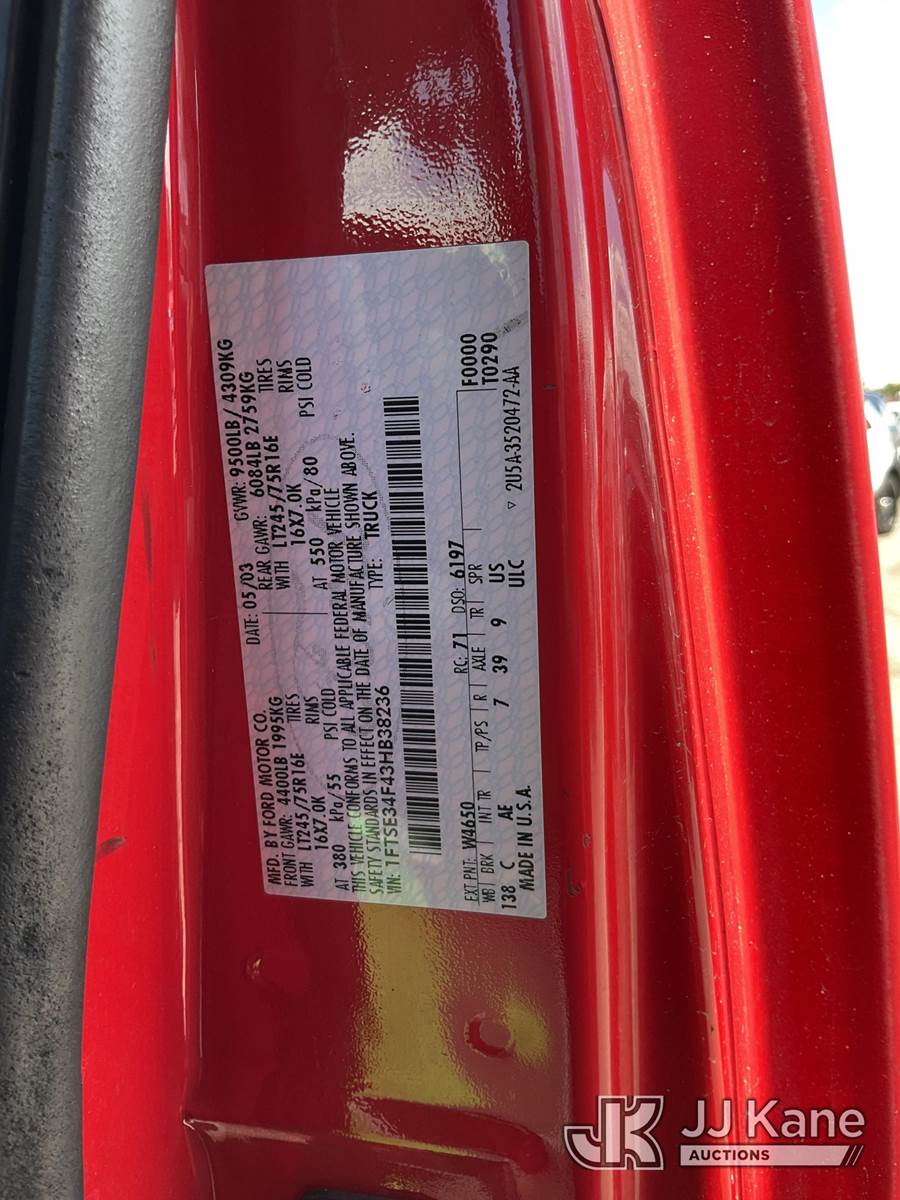 MFD. BY FORD MOTOR CO.
DATE: 05/03 GVWR: 9500LB/ 4309KG
FRONT GAWR: 4400LB 1995KG REAR GAWR: 6084LB 2759KG
WITH LT245/75R16E TIRES WITH LT245/75R16E TIRES
16X7.0K RIMS 16X7.0K RIMS
AT 380 kPa/55 PSI COLD AT 550 kPa/80 PSI COLD
THIS VEHICLE CONFORMS TO ALL APPLICABLE FEDERAL MOTOR VEHICLE
SAFETY STANDARDS IN EFFECT ON THE DATE OF MANUFACTURE SHOWN ABOVE.
VIN: 1FTSE34F43HB38236 TYPE: TRUCK
F0000
T0290
EXT PNT: W4650 RC: 71 DSO: 6197
WB BRK INT TR TP/PS R AXLE TR SPR
138 C AE 7 39 9 US
ULC
MADE IN U.S.A.
▽ 2U5A-3520472-AA
JK JJ Kane
AUCTIONS